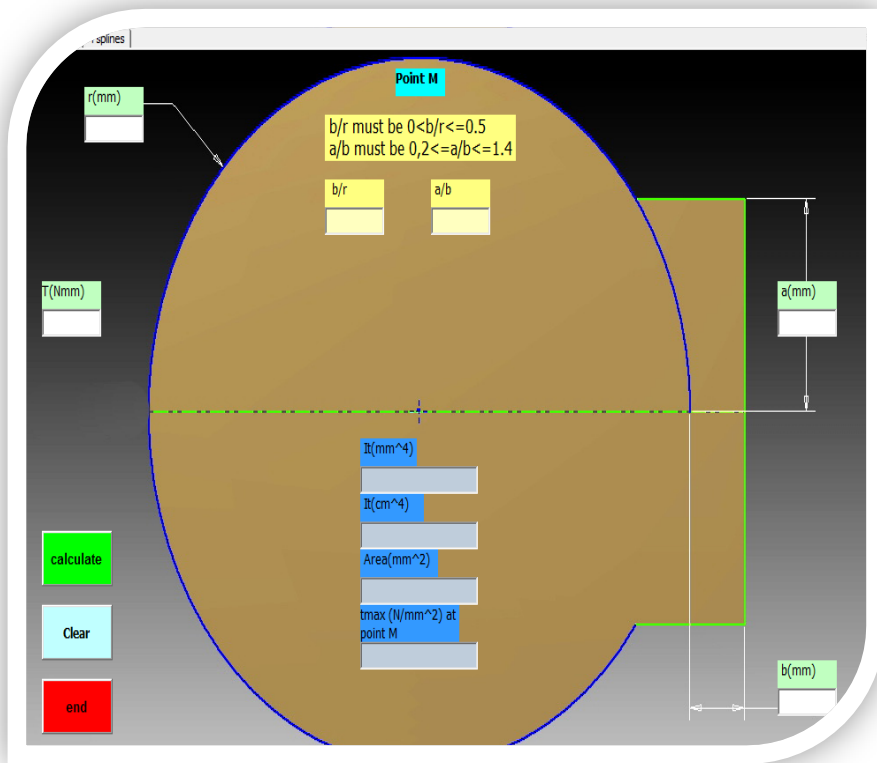 splines
Point M
r(mm)
b/r must be 0<b/r<=0.5
a/b must be 0,2<=a/b<=1.4
b/r a/b
T(Nmm)
a(mm)
It(mm^4)
It(cm^4)
calculate
Area(mm^2)
tmax (N/mm^2) at
point M
Clear
b(mm)
end